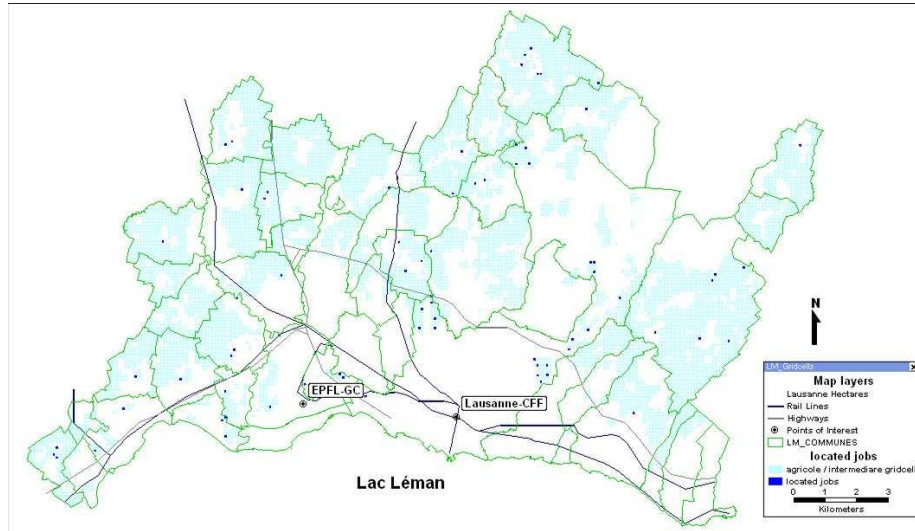 EPFL-GC
Lausanne-CFF
Lac Léman
N
LM_Gridcells
Map layers
Lausanne Hectares
Rail Lines
Highways
Points of Interest
LM_COMMUNES
located jobs
agricole / intermediare gridcell
located jobs
0 1 2 3
Kilometers